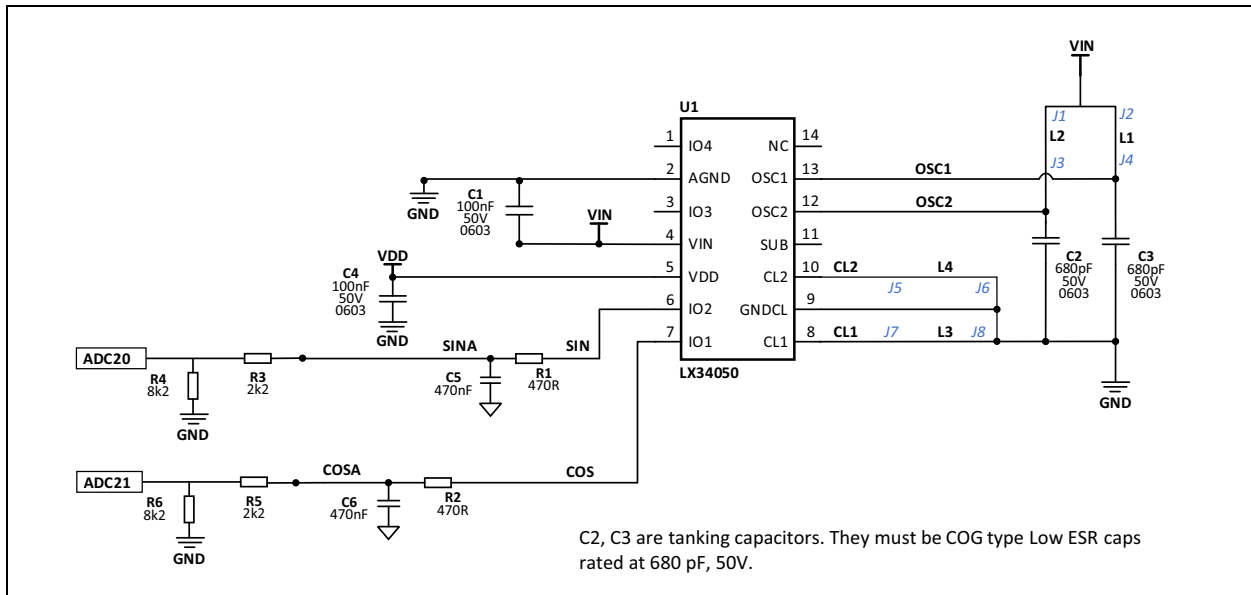 VIN
J1
J2
L2
L1
J3
J4
U1
1
IO4
NC
14
2
AGND
OSC1
13
OSC1
3
IO3
OSC2
12
OSC2
4
VIN
SUB
11
5
VDD
CL2
10
CL2
L4
J5
J6
6
IO2
GNDCL
9
7
IO1
CL1
8
CL1
L3
J7
J8
LX34050
GND
C1
100nF
50V
0603
VIN
VDD
C4
100nF
50V
0603
GND
C2
680pF
50V
0603
C3
680pF
50V
0603
GND
ADC20
R4
8k2
GND
R3
2k2
SINA
C5
470nF
R1
470R
SIN
ADC21
R6
8k2
GND
R5
2k2
COSA
C6
470nF
R2
470R
COS
C2, C3 are tanking capacitors. They must be COG type Low ESR caps
rated at 680 pF, 50V.